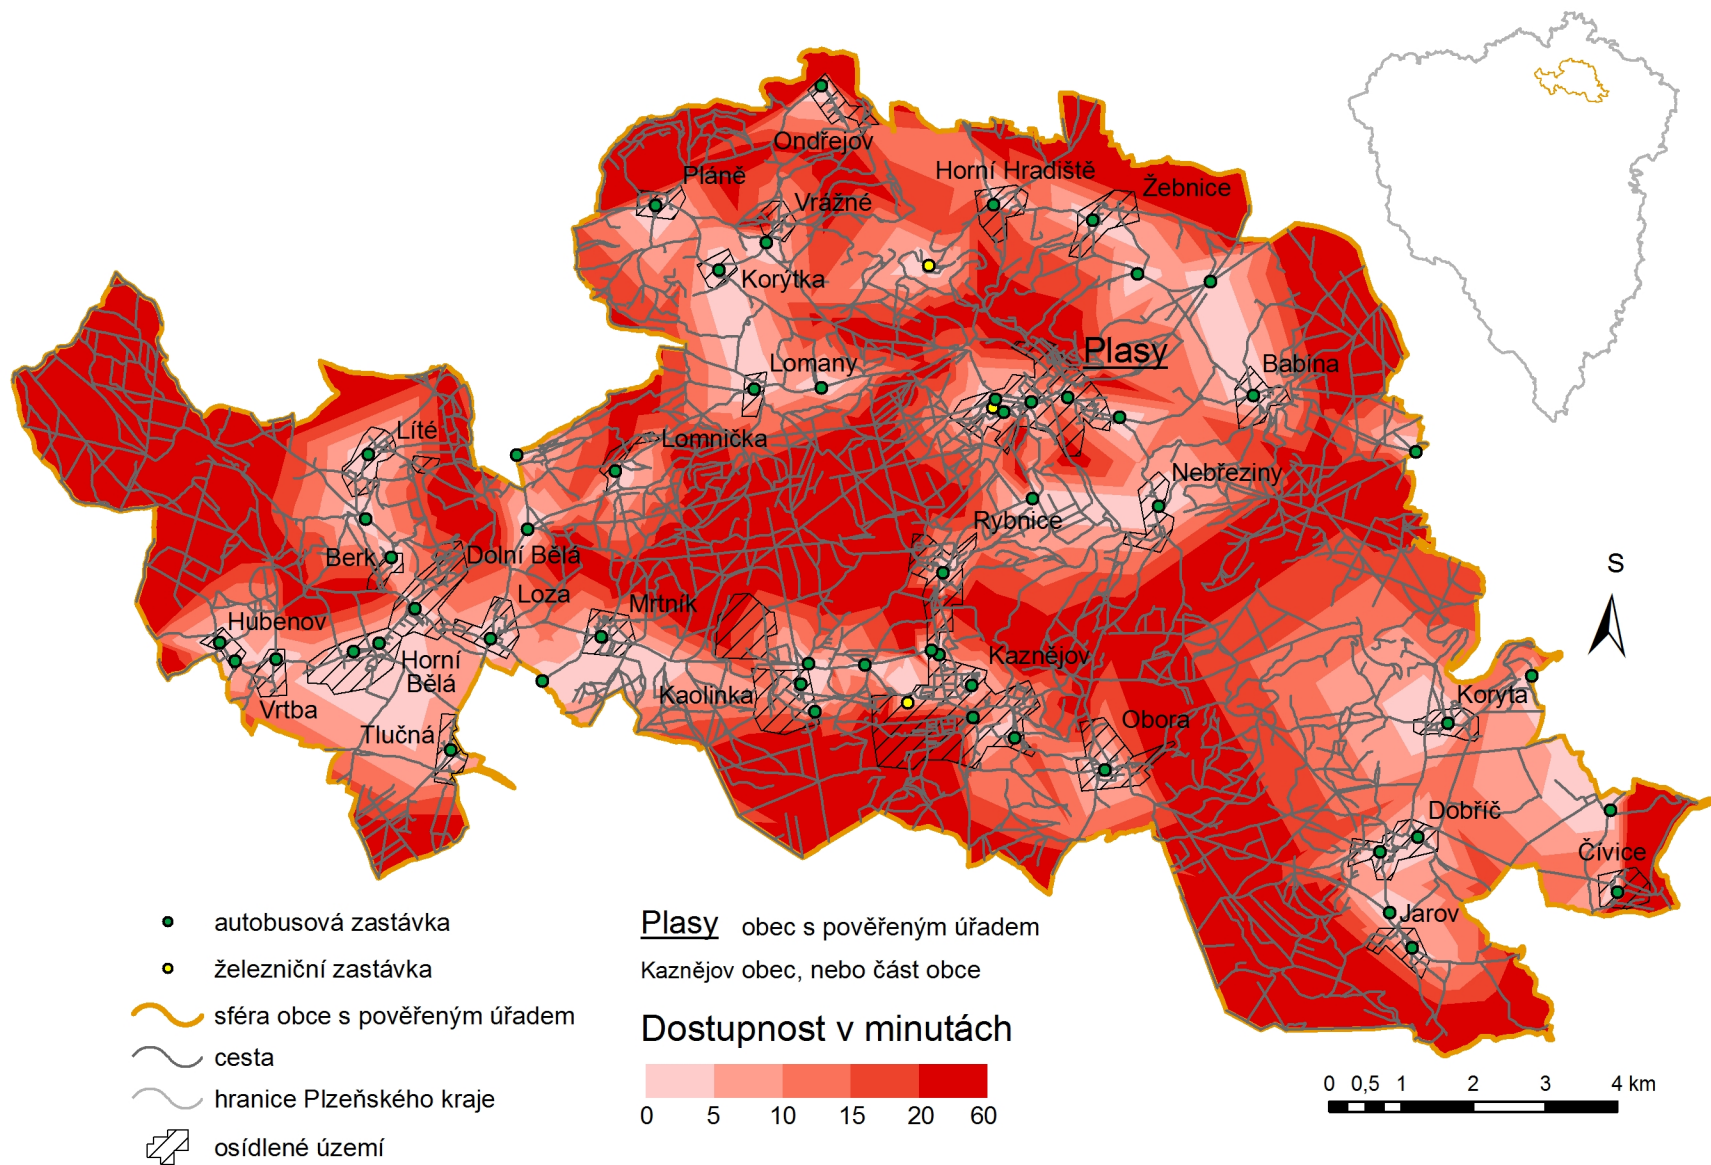 Ondřejov
Pláně
Horní Hradiště
Žebnice
Vrážné
Korýtka
Plasy
Lomany
Babina
Líté
Lomnička
Nebřeziny
Rybnice
Berk
Dolní Bělá
S
Loza
Mrtník
Hubenov
Kaznějov
Horní
Bělá
Kaolinka
Koryta
Vrtba
Obora
Tlučná
Dobříč
Čívice
Jarov
autobusová zastávka
železniční zastávka
sféra obce s pověřeným úřadem
cesta
hranice Plzeňského kraje
osídlené území
Plasy obec s pověřeným úřadem
Kaznějov obec, nebo část obce
Dostupnost v minutách
0 5 10 15 20 60
0 0,5 1 2 3 4 km